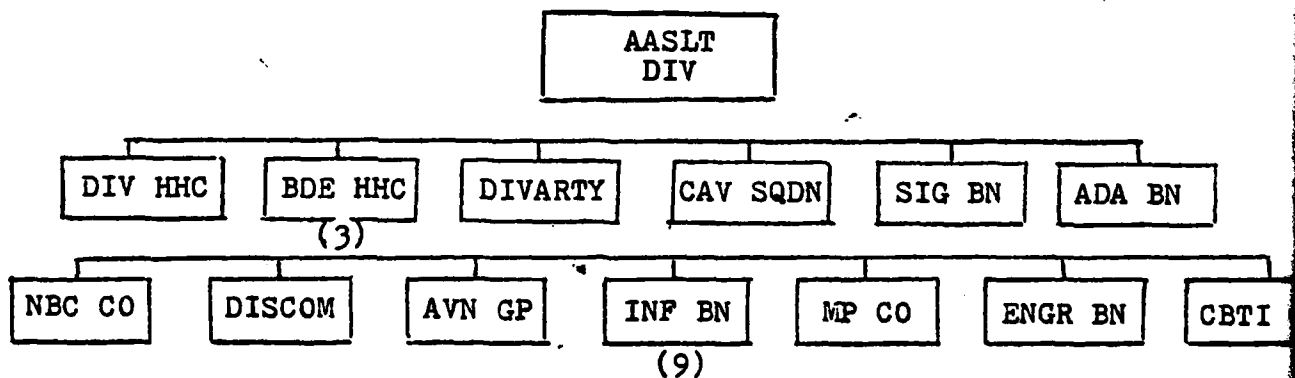 AASLT
DIV
DIV HHC BDE HHC DIVARTY CAV SQDN SIG BN ADA BN
(3)
NBC CO DISCOM AVN GP INF BN MP CO ENGR BN CBTI
(9)